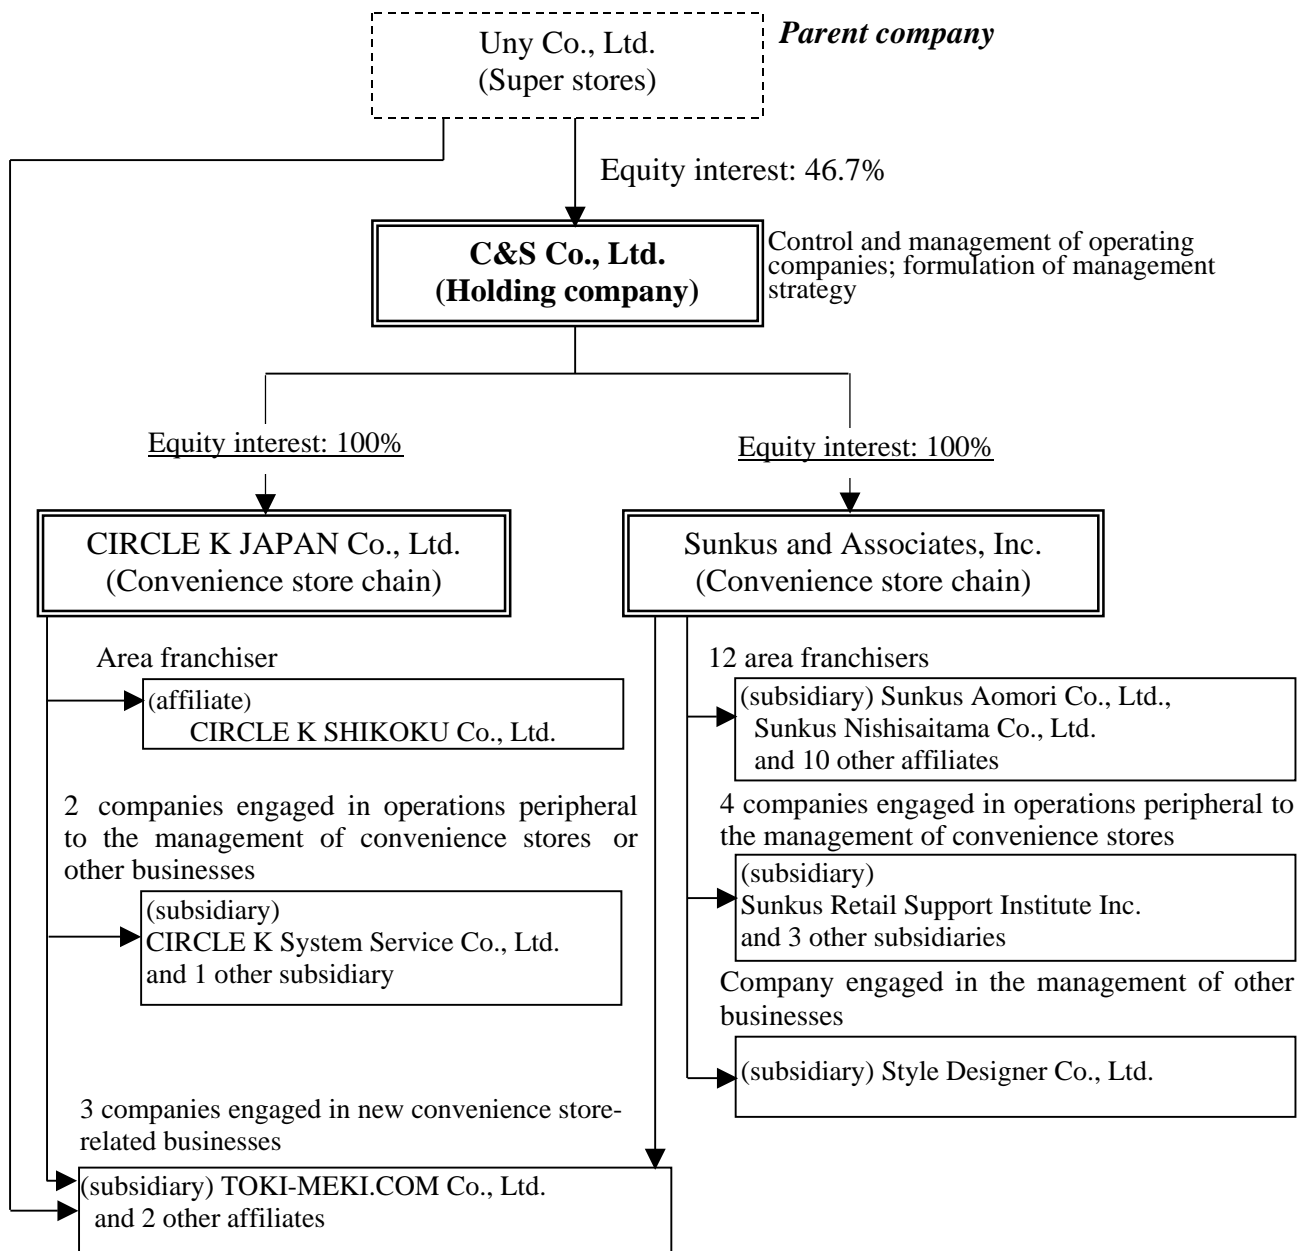 Uny Co., Ltd.
(Super stores)
Parent company
Equity interest: 46.7%
C&S Co., Ltd.
(Holding company)
Control and management of operating
companies; formulation of management
strategy
Equity interest: 100%
Equity interest: 100%
CIRCLE K JAPAN Co., Ltd.
(Convenience store chain)
Sunkus and Associates, Inc.
(Convenience store chain)
Area franchiser
(affiliate)
CIRCLE K SHIKOKU Co., Ltd.
2 companies engaged in operations peripheral
to the management of convenience stores or
other businesses
(subsidiary)
CIRCLE K System Service Co., Ltd.
and 1 other subsidiary
12 area franchisers
(subsidiary) Sunkus Aomori Co., Ltd.,
Sunkus Nishisaitama Co., Ltd.
and 10 other affiliates
4 companies engaged in operations peripheral to
the management of convenience stores
(subsidiary)
Sunkus Retail Support Institute Inc.
and 3 other subsidiaries
Company engaged in the management of other
businesses
(subsidiary) Style Designer Co., Ltd.
3 companies engaged in new convenience store-
related businesses
(subsidiary) TOKI-MEKI.COM Co., Ltd.
and 2 other affiliates